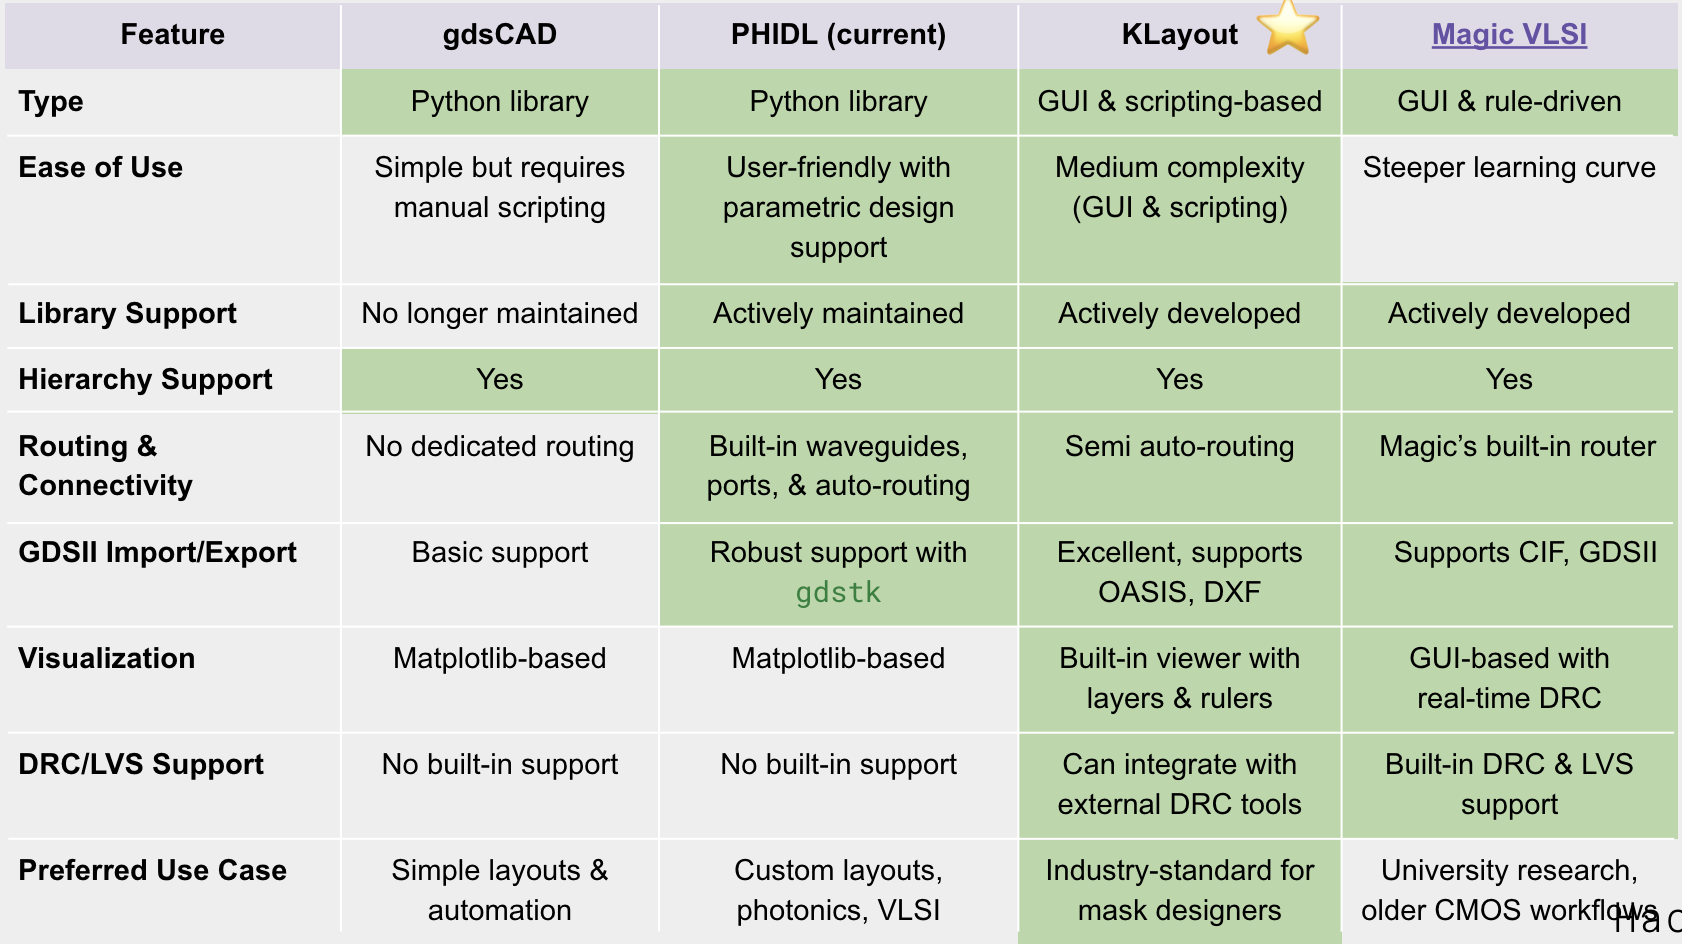 Feature
gdsCAD
PHIDL (current)
KLayout
Magic VLSI
Type
Python library
Python library
GUI & scripting-based
GUI & rule-driven
Ease of Use
Simple but requires
manual scripting
User-friendly with
parametric design
support
Medium complexity
(GUI & scripting)
Steeper learning curve
Library Support
No longer maintained
Actively maintained
Actively developed
Actively developed
Hierarchy Support
Yes
Yes
Yes
Yes
Routing &
Connectivity
No dedicated routing
Built-in waveguides,
ports, & auto-routing
Semi auto-routing
Magic’s built-in router
GDSII Import/Export
Basic support
Robust support with
gdstk
Excellent, supports
OASIS, DXF
Supports CIF, GDSII
Visualization
Matplotlib-based
Matplotlib-based
Built-in viewer with
layers & rulers
GUI-based with
real-time DRC
DRC/LVS Support
No built-in support
No built-in support
Can integrate with
external DRC tools
Built-in DRC & LVS
support
Preferred Use Case
Simple layouts &
automation
Custom layouts,
photonics, VLSI
Industry-standard for
mask designers
University research,
older CMOS workflows